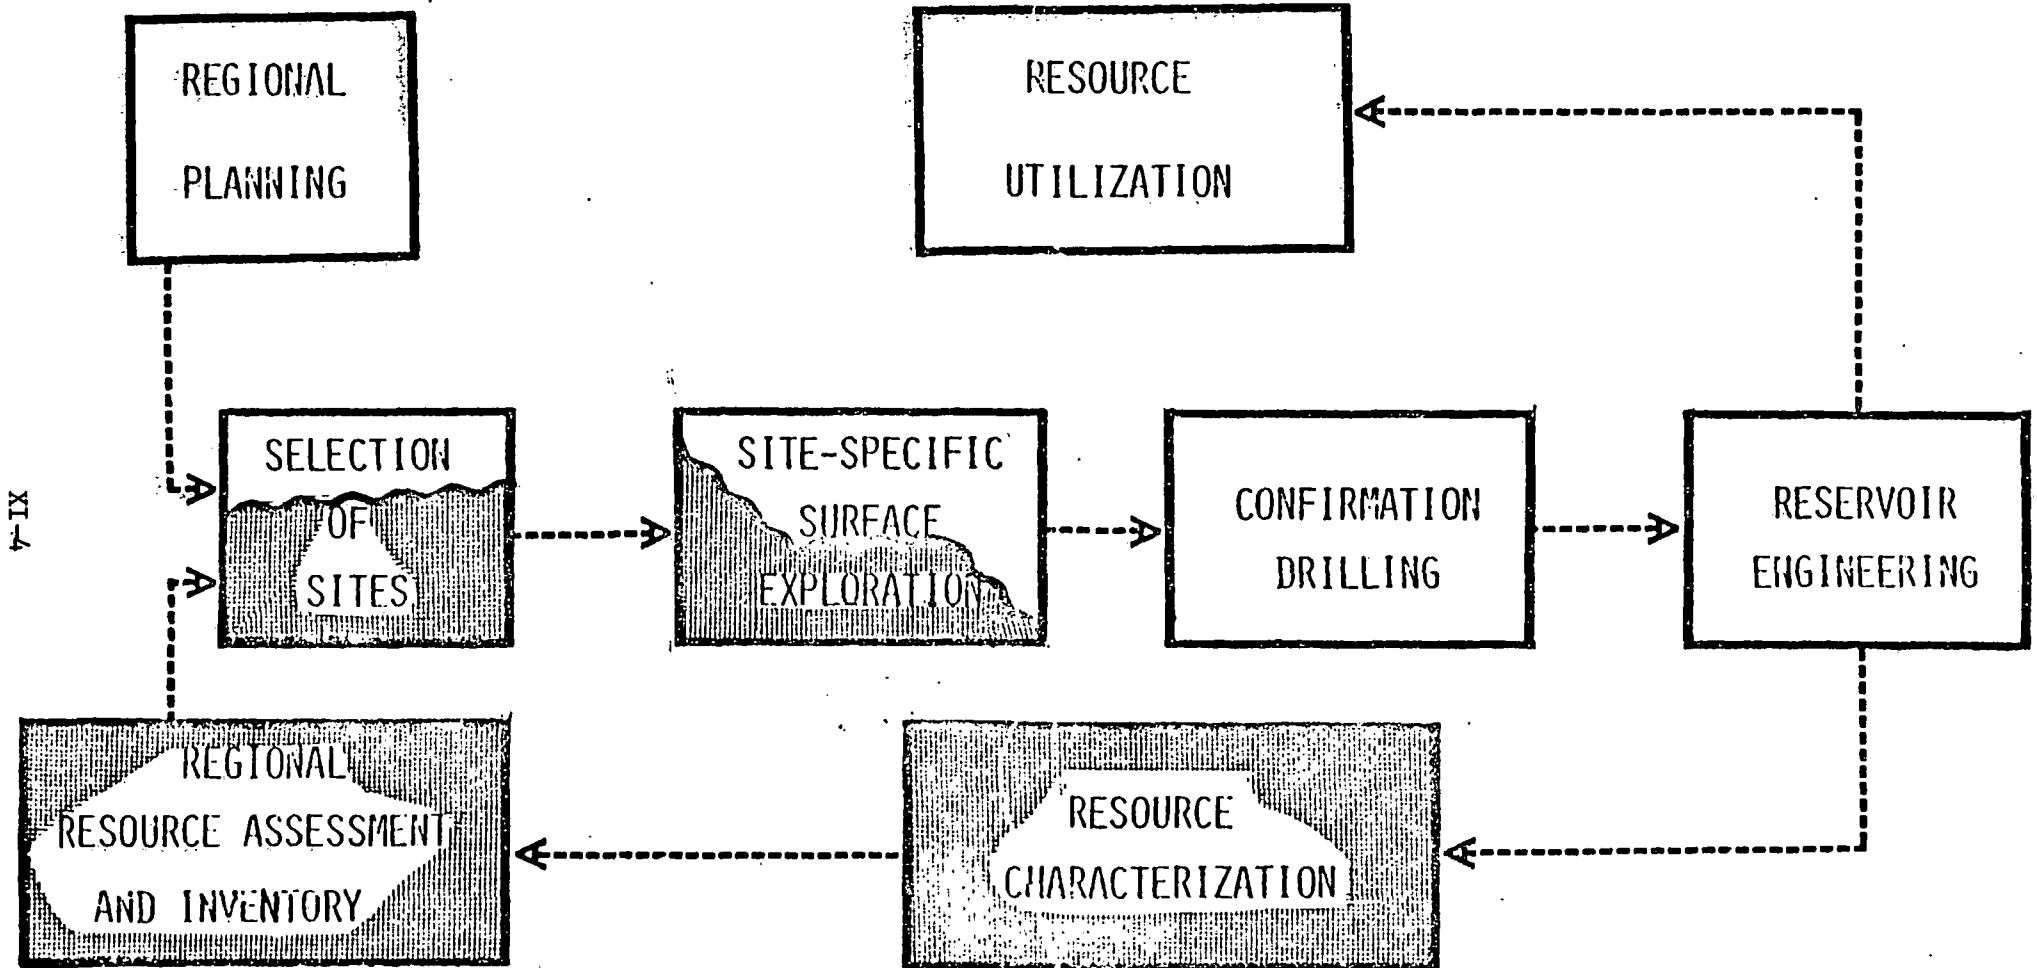 REGIONAL
PLANNING
RESOURCE
UTILIZATION
SELECTION
OF
SITES
SITE-SPECIFIC
SURFACE
EXPLORATION
CONFIRMATION
DRILLING
RESERVOIR
ENGINEERING
REGIONAL
RESOURCE ASSESSMENT
AND INVENTORY
RESOURCE
CHARACTERIZATION
XI-4